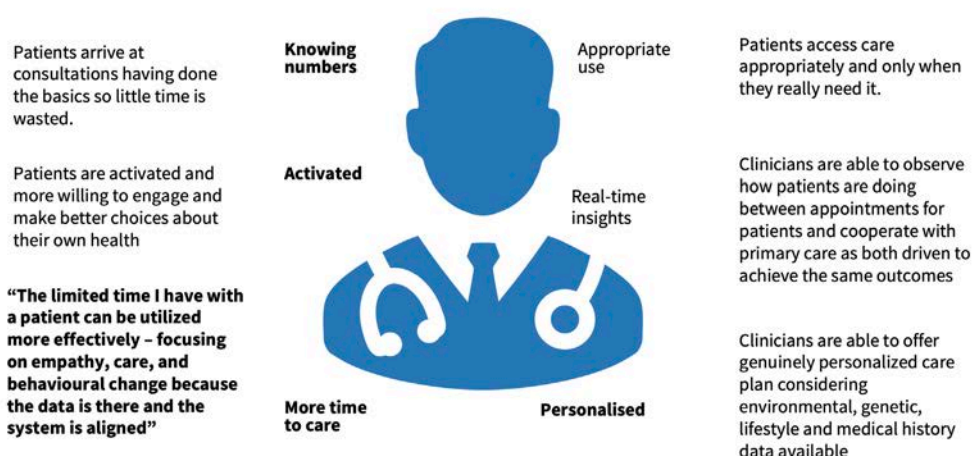 Patients arrive at
consultations having done
the basics so little time is
wasted.
Knowing
numbers
Appropriate
use
Patients access care
appropriately and only when
they really need it.
Patients are activated and
more willing to engage and
make better choices about
their own health
Activated
Real-time
insights
Clinicians are able to observe
how patients are doing
between appointments for
patients and cooperate with
primary care as both driven to
achieve the same outcomes
“The limited time I have with
a patient can be utilized
more effectively – focusing
on empathy, care, and
behavioural change because
the data is there and the
system is aligned”
More time
to care
Personalised
Clinicians are able to offer
genuinely personalized care
plan considering
environmental, genetic,
lifestyle and medical history
data available